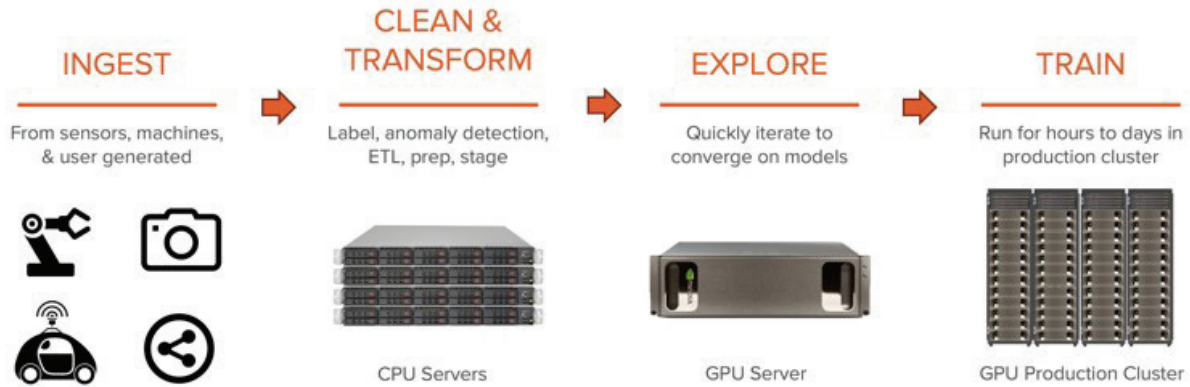 INGEST
From sensors, machines,
& user generated
CLEAN &
TRANSFORM
Label, anomaly detection,
ETL, prep, stage
CPU Servers
EXPLORE
Quickly iterate to
converge on models
GPU Server
TRAIN
Run for hours to days in
production cluster
GPU Production Cluster